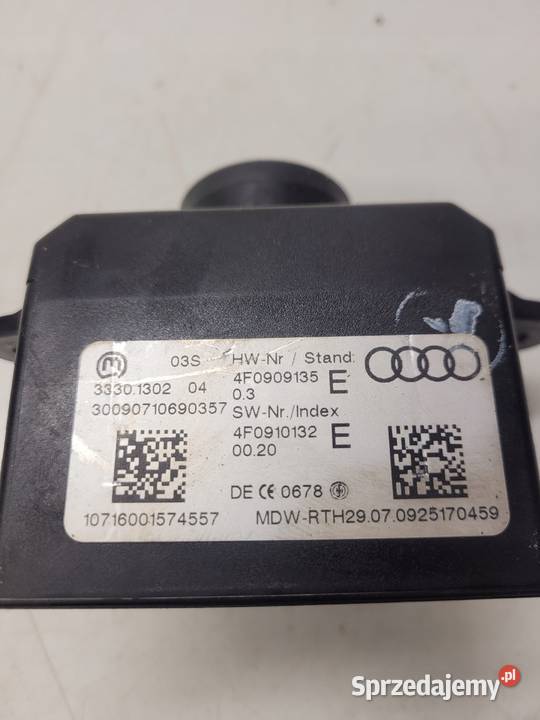 m 03S HW-Nr / Stand:
3330.1302 04 4F0909135 E
0.3
30090710690357 SW-Nr./Index
4F0910132 E
00.20
DE CE 0678
10716001574557 MDW-RTH29.07.0925170459
Sprzedajemy.pl